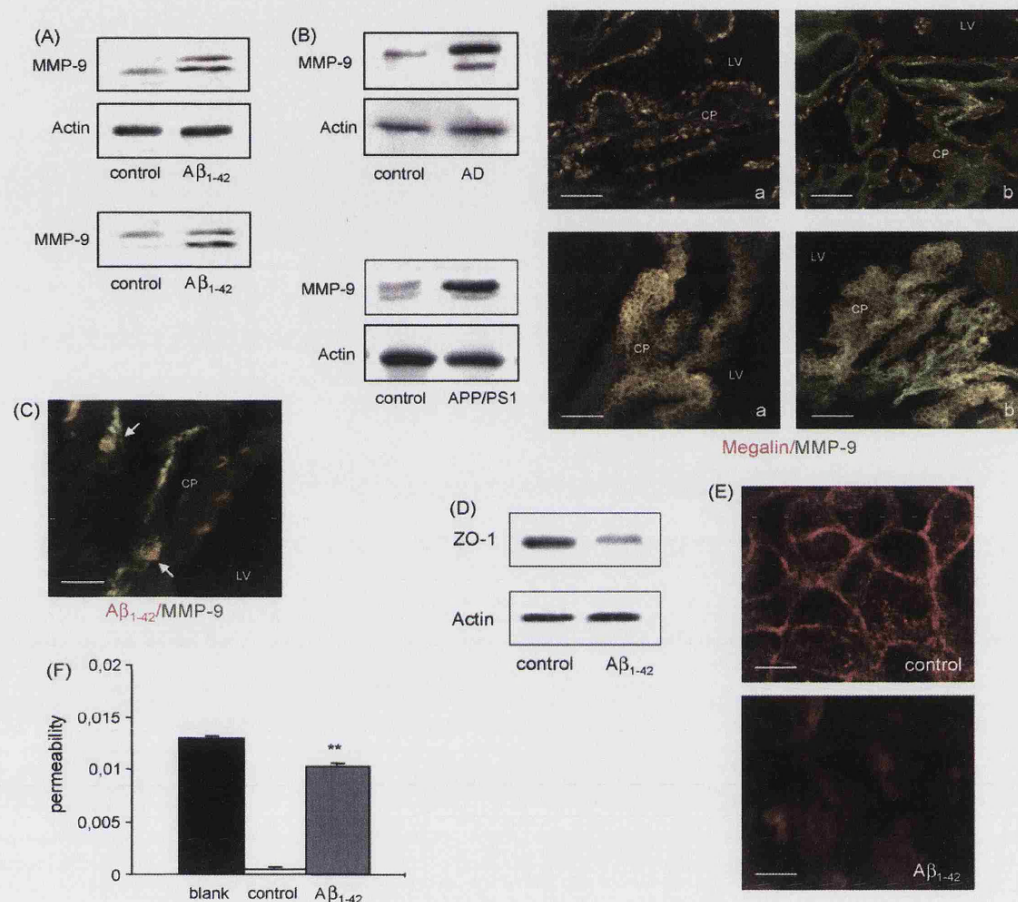 (A)
MMP-9
Actin
control Aβ1-42
MMP-9
control Aβ1-42
(B)
MMP-9
Actin
control AD
MMP-9
Actin
control APP/PS1
LV
CP
a
LV
CP
b
CP
LV
a
LV
CP
b
Megalin/MMP-9
(C)
CP
LV
Aβ1-42/MMP-9
(D)
ZO-1
Actin
control Aβ1-42
(E)
control
Aβ1-42
(F)
permeability
0,02
0,015
0,01
0,005
0
**
blank control Aβ1-42